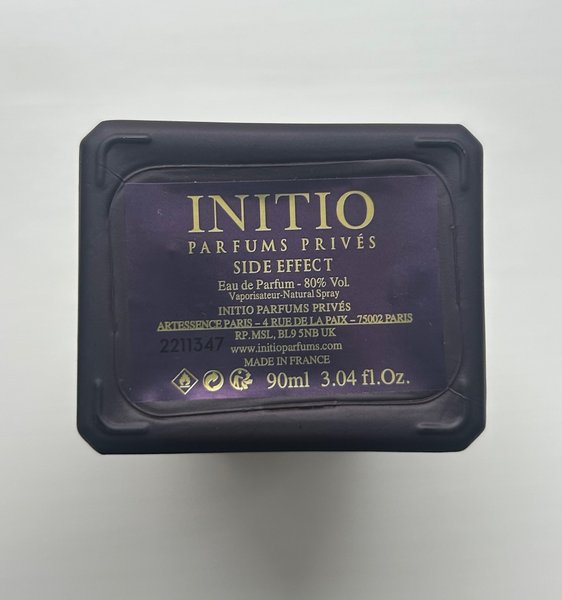 INITIO
PARFUMS PRIVÉS
SIDE EFFECT
Eau de Parfum - 80% Vol.
Vaporisateur-Natural Spray
INITIO PARFUMS PRIVÉS
ARTESSENCE PARIS – 4 RUE DE LA PAIX – 75002 PARIS
RP.MSL, BL9 5NB UK
2211347 www.initioparfums.com
MADE IN FRANCE
90ml 3.04 fl.Oz.